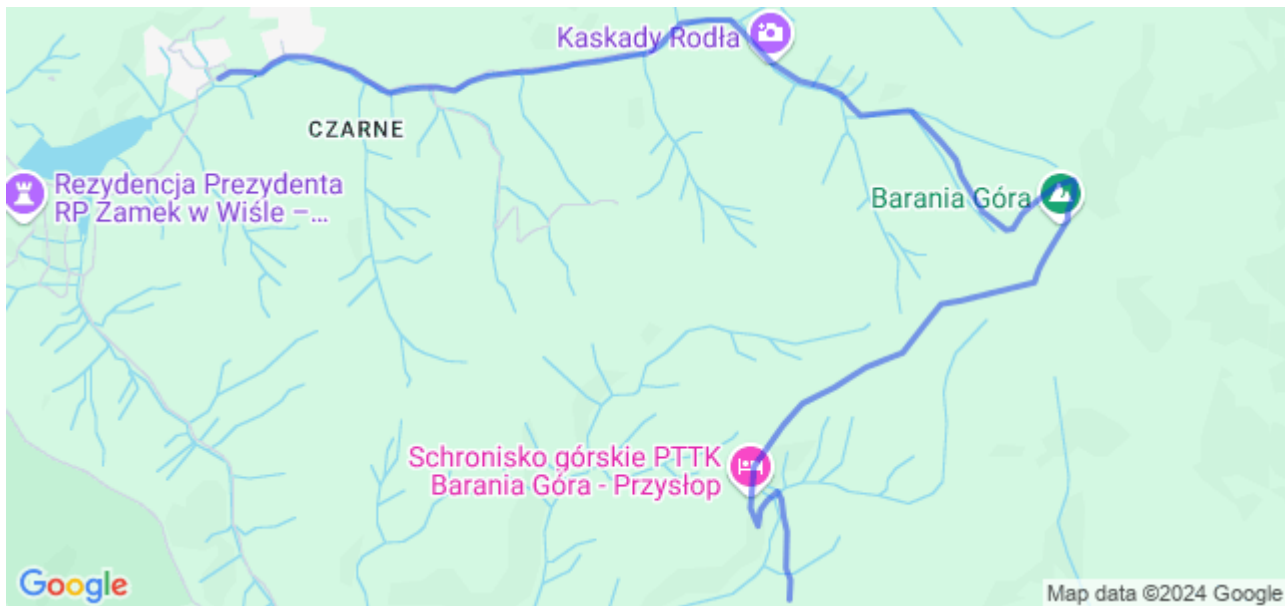 Kaskady Rodła
CZARNE
Rezydencja Prezydenta
RP Zamek w Wiśle –...
Barania Góra
Schronisko górskie PTTK
Barania Góra - Przysłop
Google
Map data ©2024 Google